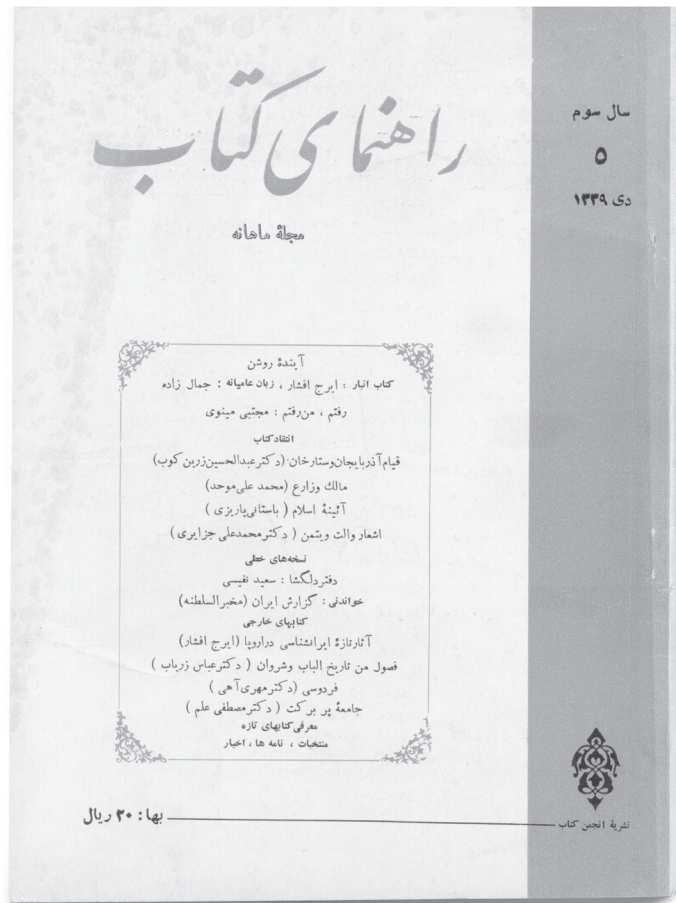 راهنمای کتاب
مجلهٔ ماهانه
سال سوم
۵
دی ۱۳۳۹
آیندهٔ روشن
کتاب انبار : ایرج افشار ، زبان عامیانه : جمال زاده
رفتم ، من رفتم : مجتبی مینوی
انتقاد کتاب
قیام آذربایجان و ستارخان (دکتر عبدالحسین زرین کوب)
مالک وزارع (محمد علی موحد)
آئینهٔ اسلام ( باستانی پاریزی )
اشعار والت ویتمن ( دکتر محمدعلی جزایری )
نسخه‌های خطی
دفتر دلگشا : سعید نفیسی
خواندنی : گزارش ایران (مخبرالسلطنه)
کتابهای خارجی
آثار تازهٔ ایرانشناسی در اروپا (ایرج افشار)
فصول من تاریخ الباب وشروان ( دکتر عباس زریاب )
فردوسی (دکتر مهری آهی )
جامعهٔ پر برکت ( دکتر مصطفی علم )
معرفی کتابهای تازه
منتخبات ، نامه ها ، اخبار
بها : ۳۰ ریال
نشریهٔ انجمن کتاب